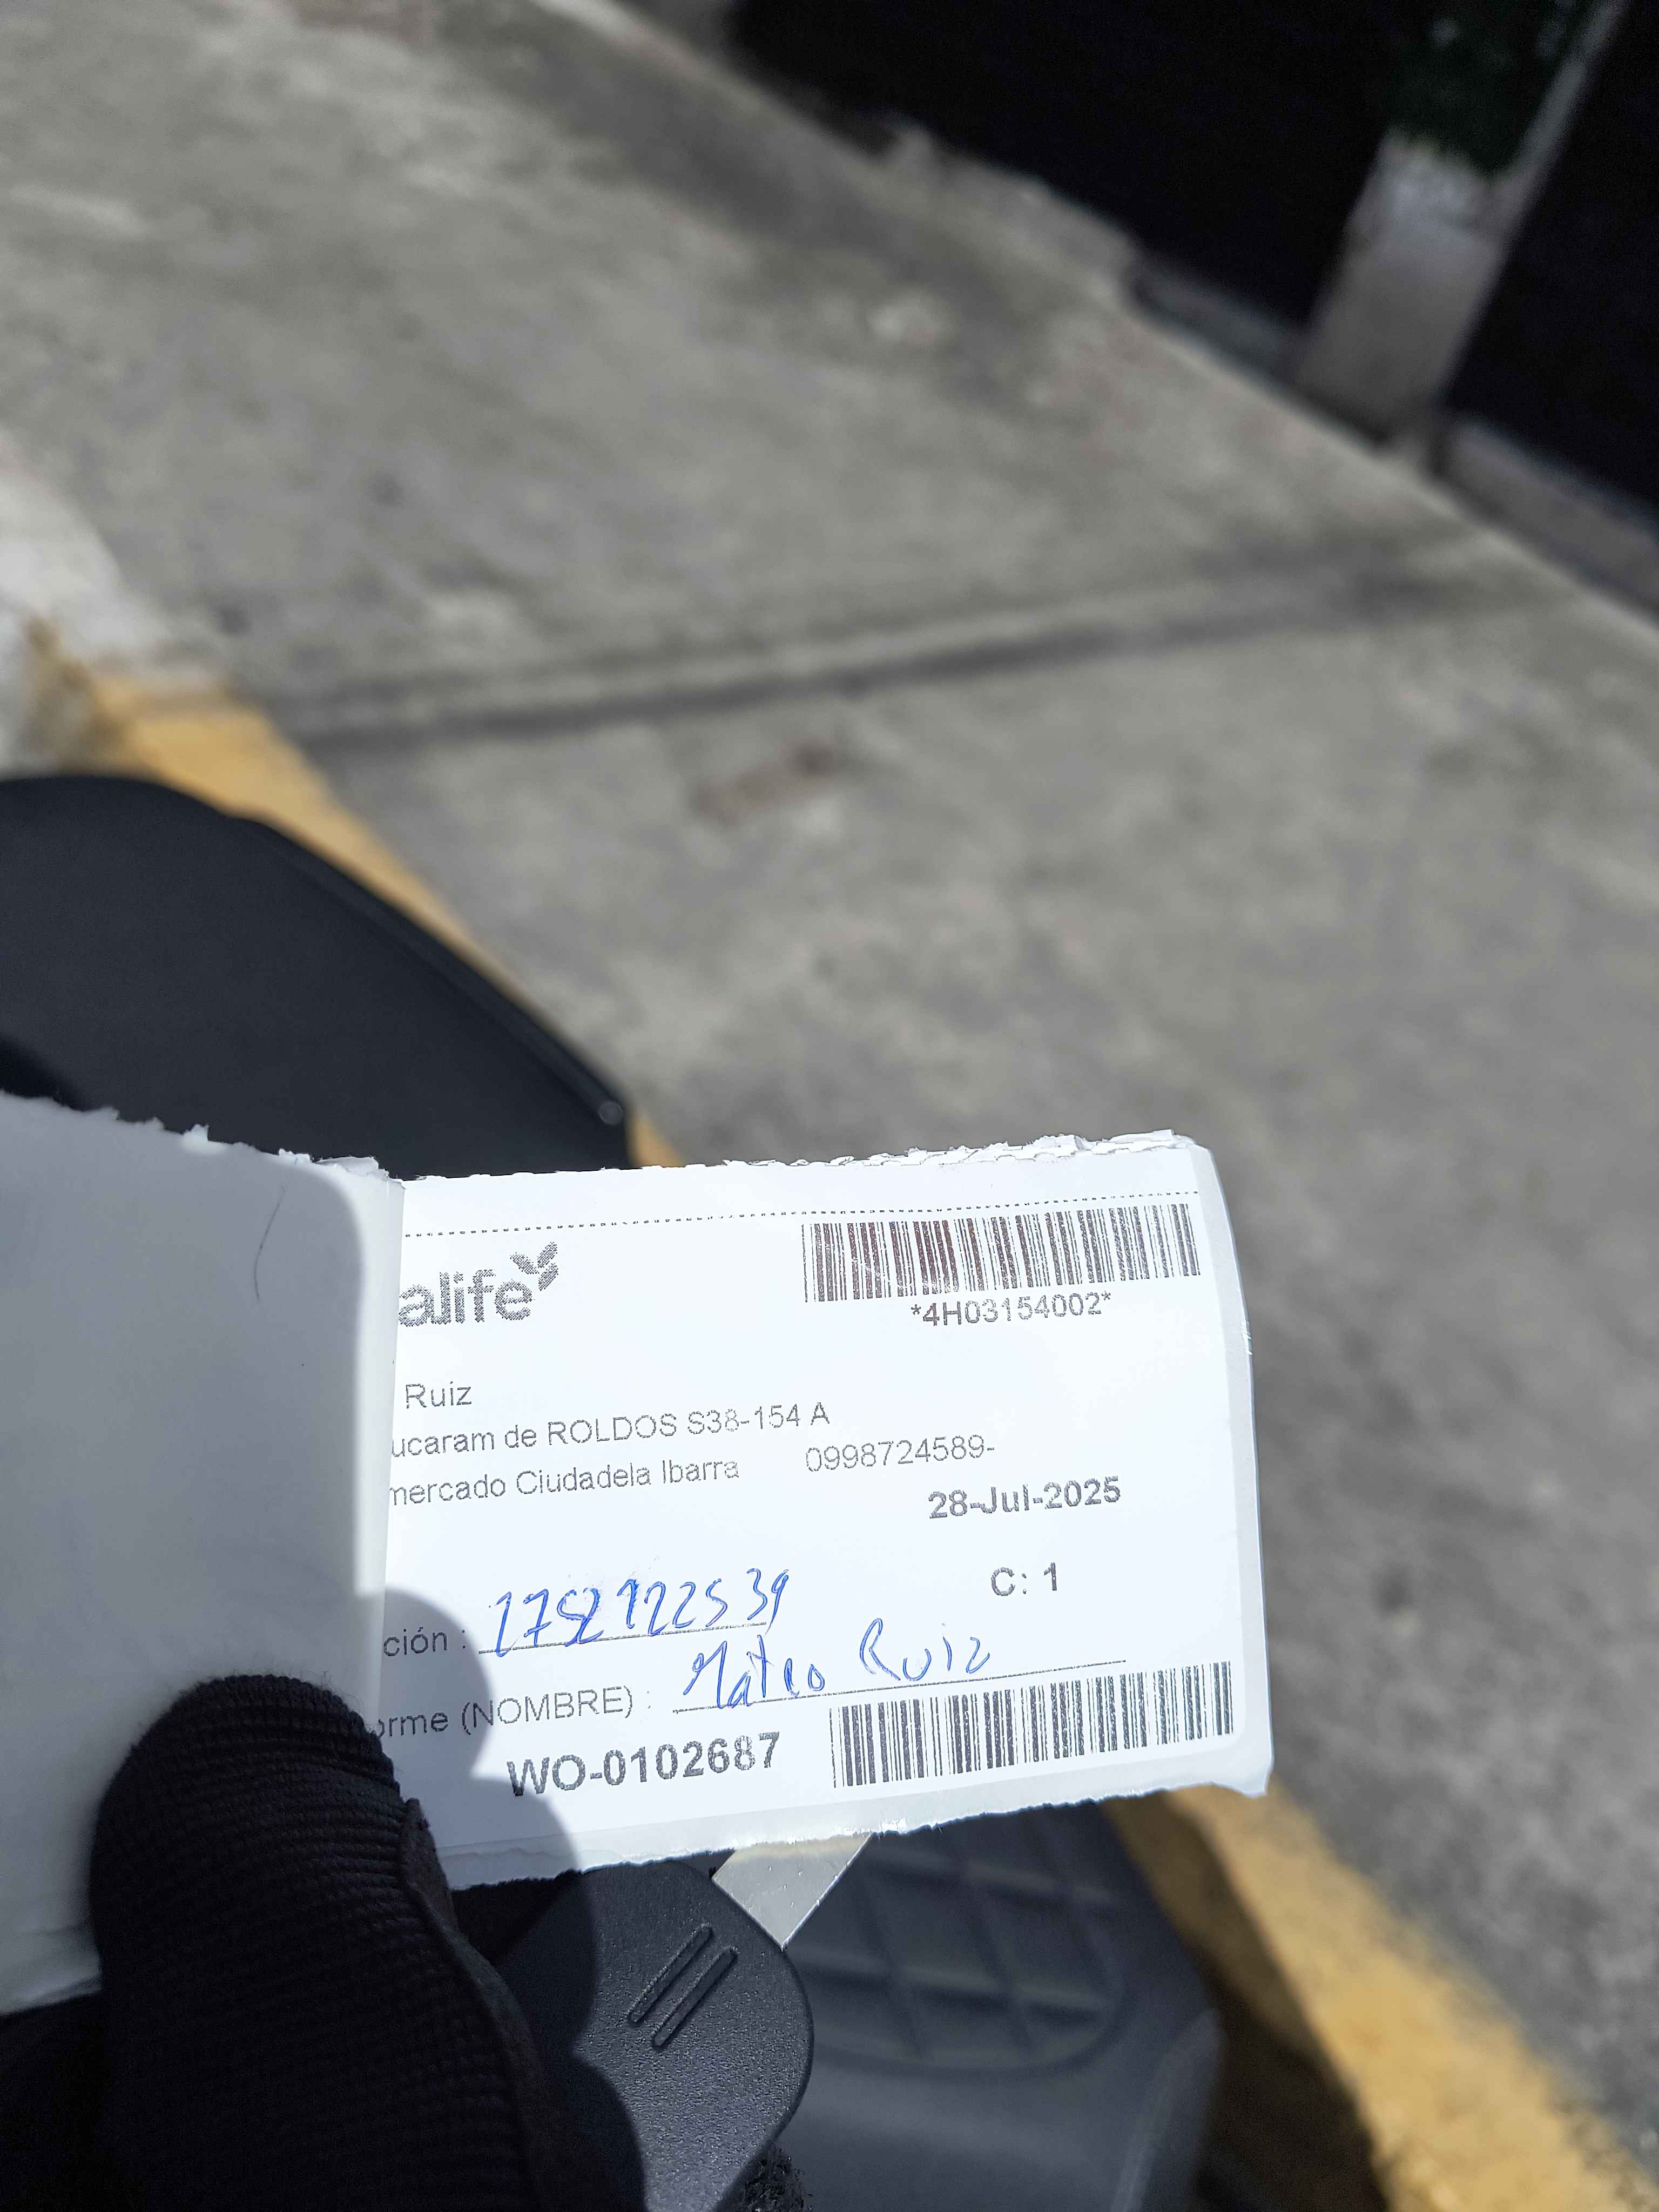 alife
*4H03154002*
Ruiz
ucaram de ROLDOS S38-154 A
mercado Ciudadela Ibarra 0998724589-
28-Jul-2025
C: 1
ción : 1752122539
orme (NOMBRE) : Mateo Ruiz
WO-0102687